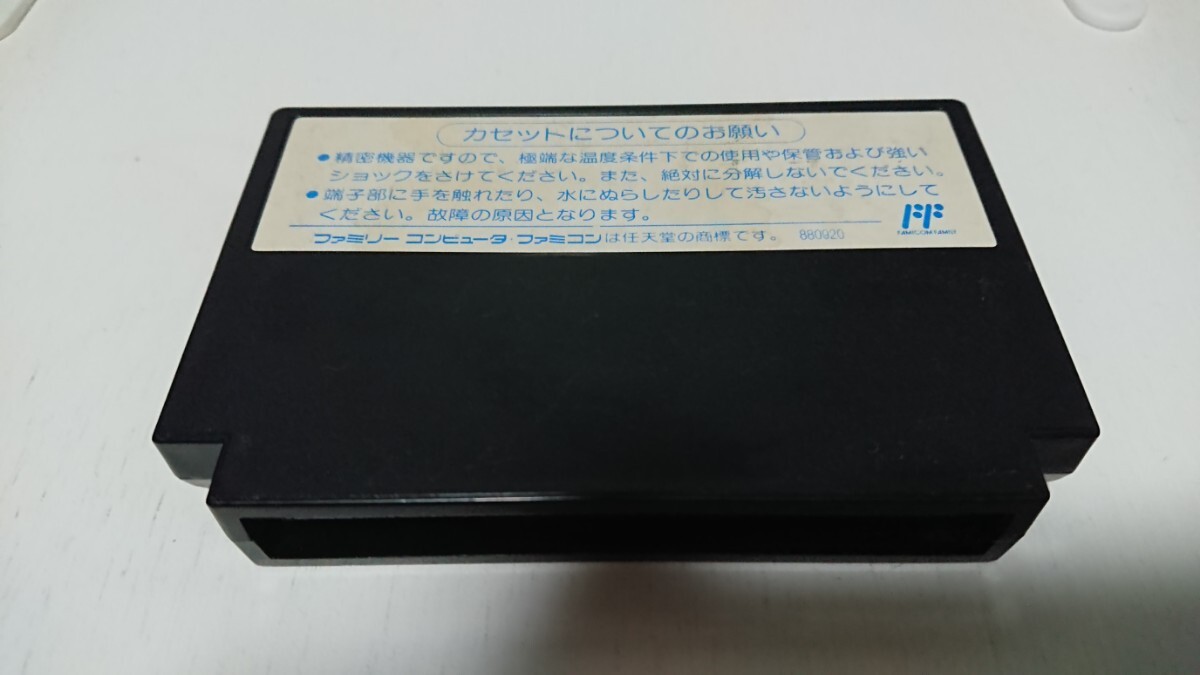 カセットについてのお願い
●精密機器ですので、極端な温度条件下での使用や保管および強い
ショックをさけてください。また、絶対に分解しないでください。
●端子部に手を触れたり、水にぬらしたりして汚さないようにして
ください。故障の原因となります。
ファミリー コンピュータ・ファミコンは任天堂の商標です。 880920
FF